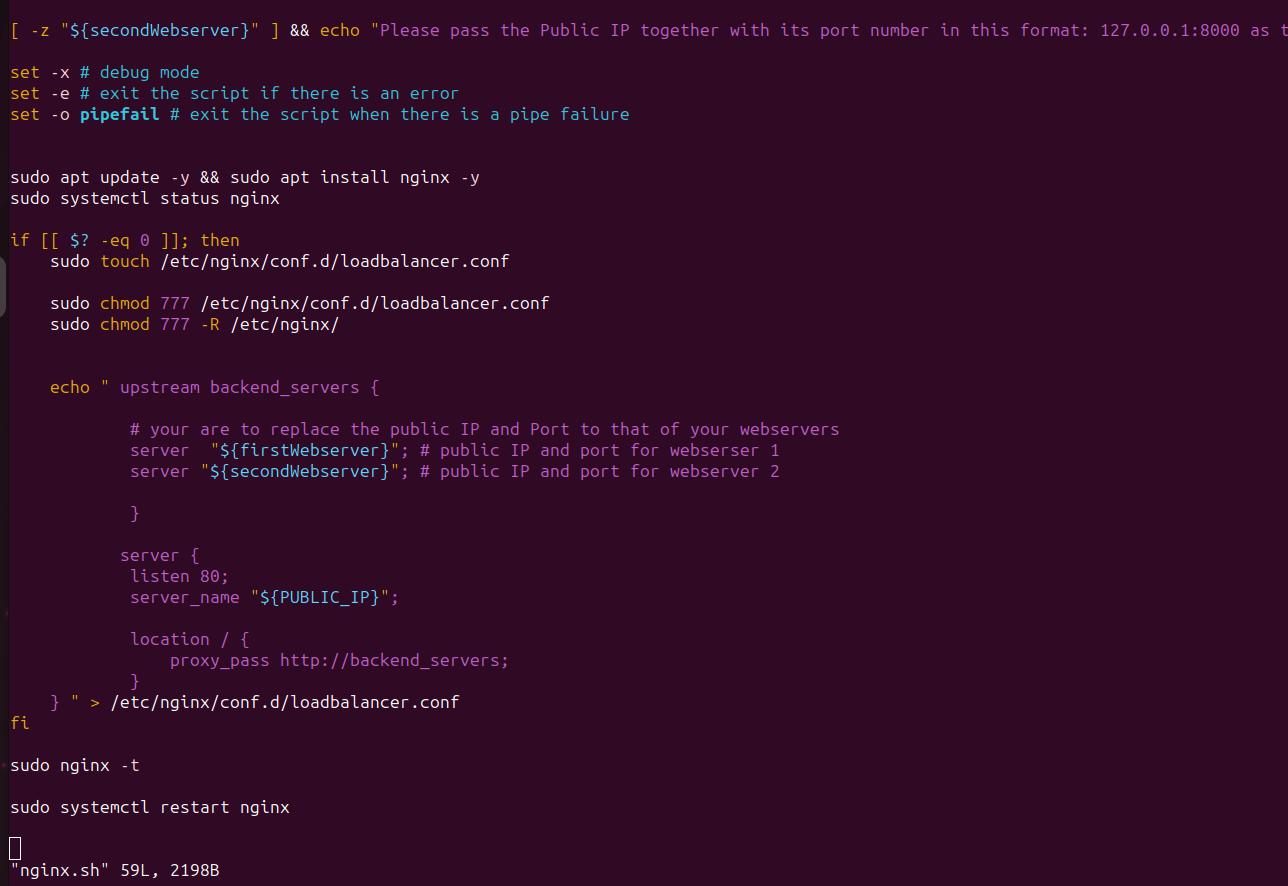 [ -z "${secondWebserver}" ] && echo "Please pass the Public IP together with its port number in this format: 127.0.0.1:8000 as
set -x # debug mode
set -e # exit the script if there is an error
set -o pipefail # exit the script when there is a pipe failure
sudo apt update -y && sudo apt install nginx -y
sudo systemctl status nginx
if [[ $? -eq 0 ]]; then
    sudo touch /etc/nginx/conf.d/loadbalancer.conf
    sudo chmod 777 /etc/nginx/conf.d/loadbalancer.conf
    sudo chmod 777 -R /etc/nginx/
    echo " upstream backend_servers {
            # your are to replace the public IP and Port to that of your webservers
            server  "${firstWebserver}"; # public IP and port for webserser 1
            server "${secondWebserver}"; # public IP and port for webserver 2
            }
           server {
            listen 80;
            server_name "${PUBLIC_IP}";
            location / {
                proxy_pass http://backend_servers;
            }
    } " > /etc/nginx/conf.d/loadbalancer.conf
fi
sudo nginx -t
sudo systemctl restart nginx
"nginx.sh" 59L, 2198B